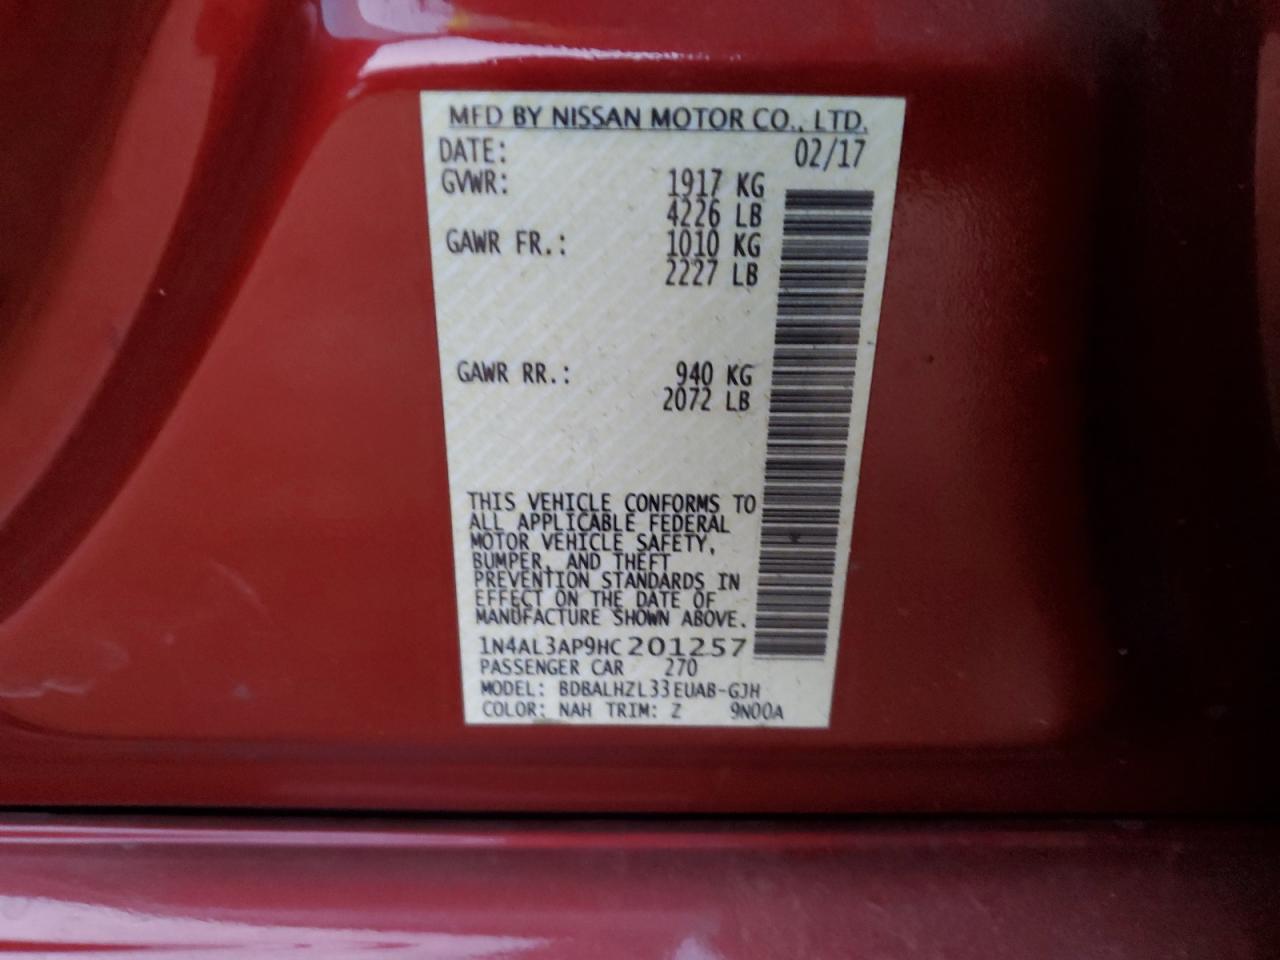 MFD BY NISSAN MOTOR CO., LTD.
DATE: 02/17
GVWR: 1917 KG
4226 LB
GAWR FR.: 1010 KG
2227 LB
GAWR RR.: 940 KG
2072 LB
THIS VEHICLE CONFORMS TO
ALL APPLICABLE FEDERAL
MOTOR VEHICLE SAFETY,
BUMPER, AND THEFT
PREVENTION STANDARDS IN
EFFECT ON THE DATE OF
MANUFACTURE SHOWN ABOVE.
1N4AL3AP9HC201257
PASSENGER CAR 270
MODEL: BDBALHZL33EUAB-GJH
COLOR: NAH TRIM: Z 9N00A